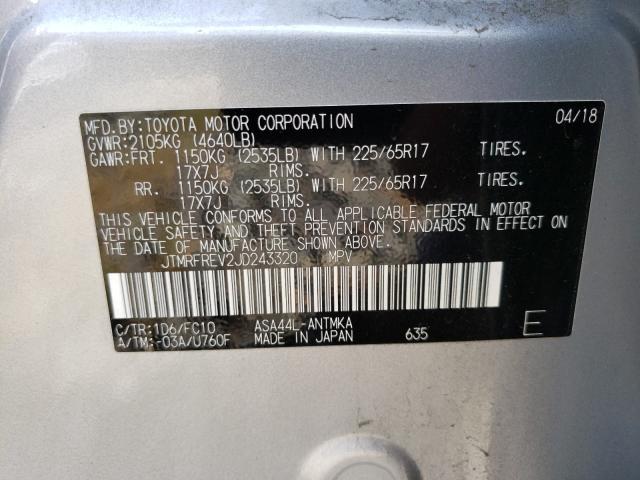 MFD.BY:TOYOTA MOTOR CORPORATION 04/18
GVWR:2105KG (4640LB)
GAWR:FRT. 1150KG (2535LB) WITH 225/65R17 TIRES.
17X7J RIMS.
RR. 1150KG (2535LB) WITH 225/65R17 TIRES.
17X7J RIMS.
THIS VEHICLE CONFORMS TO ALL APPLICABLE FEDERAL MOTOR
VEHICLE SAFETY AND THEFT PREVENTION STANDARDS IN EFFECT ON
THE DATE OF MANUFACTURE SHOWN ABOVE.
JTMRFREV2JD243320 MPV
C/TR:1D6/FC10 ASA44L-ANTMKA
A/TM:-03A/U760F MADE IN JAPAN 635 E